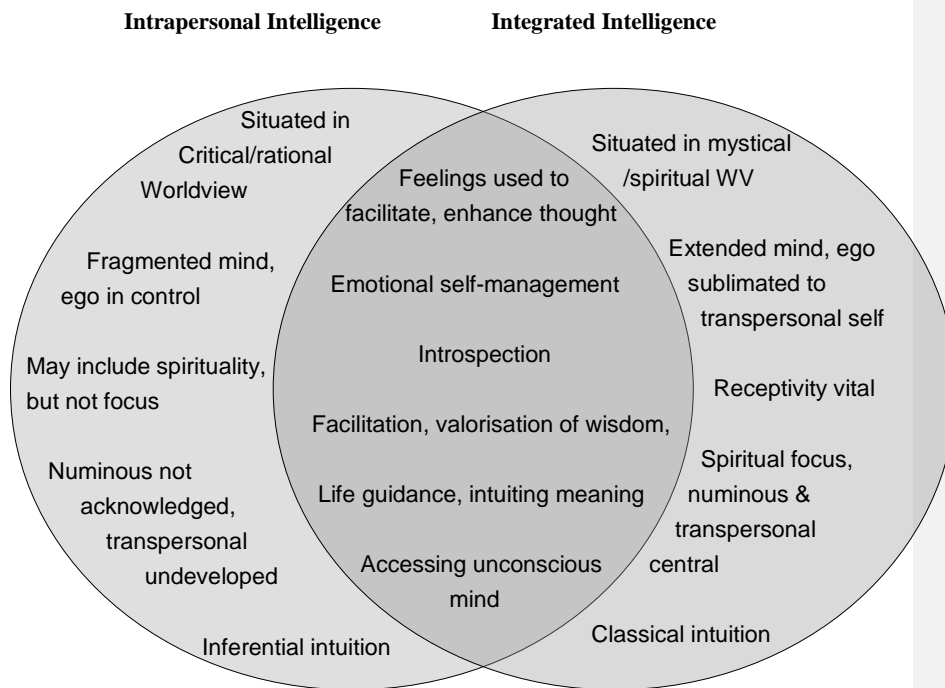 Intrapersonal Intelligence
Integrated Intelligence
Situated in
Critical/rational
Worldview
Fragmented mind,
ego in control
May include spirituality,
but not focus
Numinous not
acknowledged,
transpersonal
undeveloped
Inferential intuition
Feelings used to
facilitate, enhance thought
Emotional self-management
Introspection
Facilitation, valorisation of wisdom,
Life guidance, intuiting meaning
Accessing unconscious
mind
Situated in mystical
/spiritual WV
Extended mind, ego
sublimated to
transpersonal self
Receptivity vital
Spiritual focus,
numinous &
transpersonal
central
Classical intuition